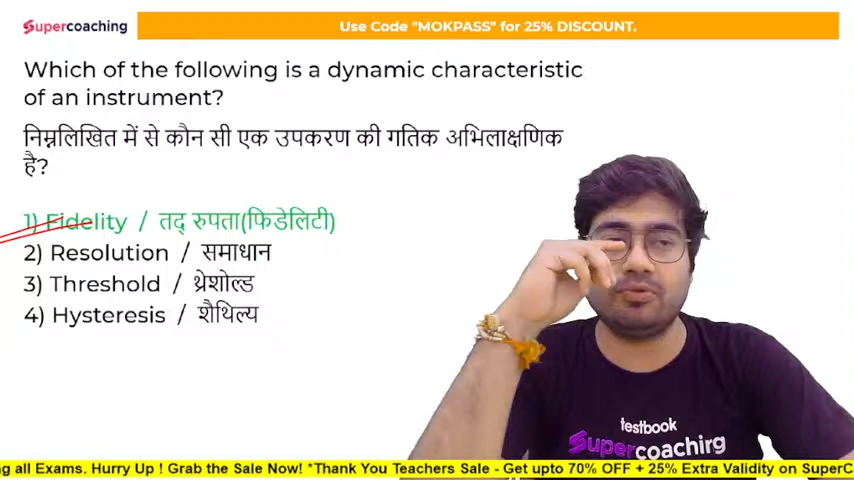 Supercoaching
Use Code "MOKPASS" for 25% DISCOUNT.
Which of the following is a dynamic characteristic
of an instrument?
निम्नलिखित में से कौन सी एक उपकरण की गतिक अभिलाक्षणिक
है?
1) Fidelity / तद् रुपता(फिडेलिटी)
2) Resolution / समाधान
3) Threshold / थ्रेशोल्ड
4) Hysteresis / शैथिल्य
testbook
Supercoaching
ng all Exams. Hurry Up ! Grab the Sale Now! *Thank You Teachers Sale - Get upto 70% OFF + 25% Extra Validity on SuperC